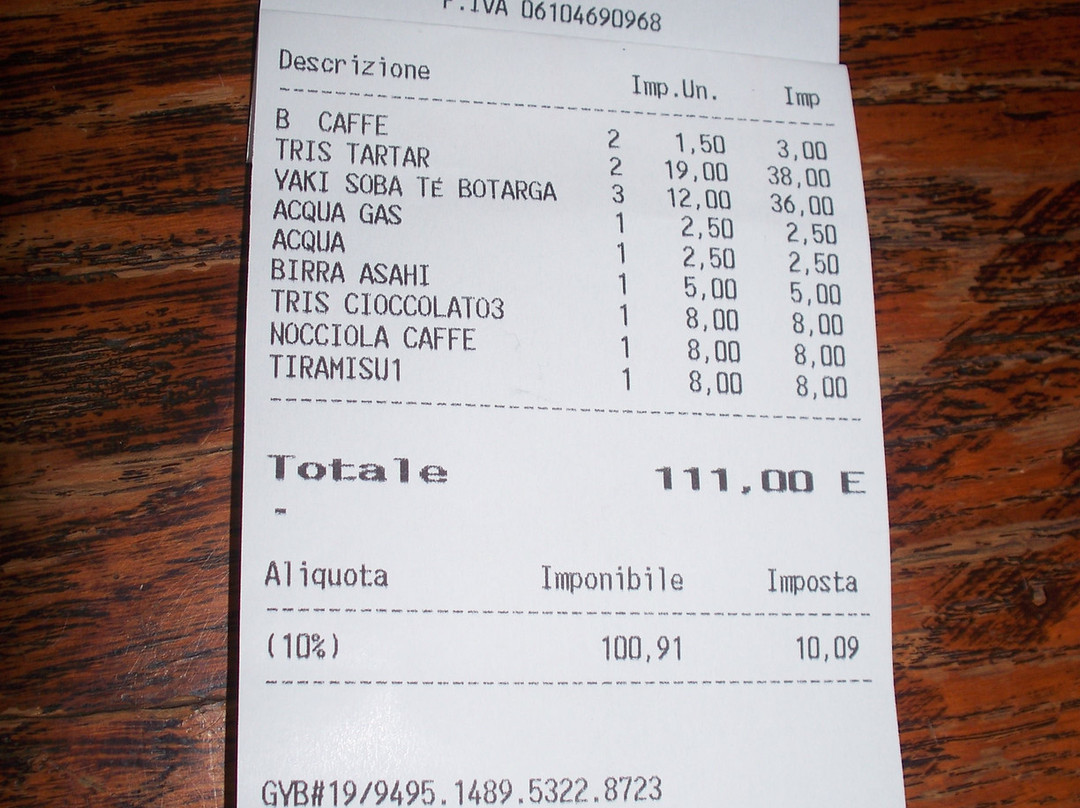 P.IVA 06104690968
Descrizione Imp.Un. Imp
B CAFFE 2 1,50 3,00
TRIS TARTAR 2 19,00 38,00
YAKI SOBA TÉ BOTARGA 3 12,00 36,00
ACQUA GAS 1 2,50 2,50
ACQUA 1 2,50 2,50
BIRRA ASAHI 1 5,00 5,00
TRIS CIOCCOLATO3 1 8,00 8,00
NOCCIOLA CAFFE 1 8,00 8,00
TIRAMISU1 1 8,00 8,00
Totale 111,00 E
-
Aliquota Imponibile Imposta
(10%) 100,91 10,09
GYB#19/9495.1489.5322.8723